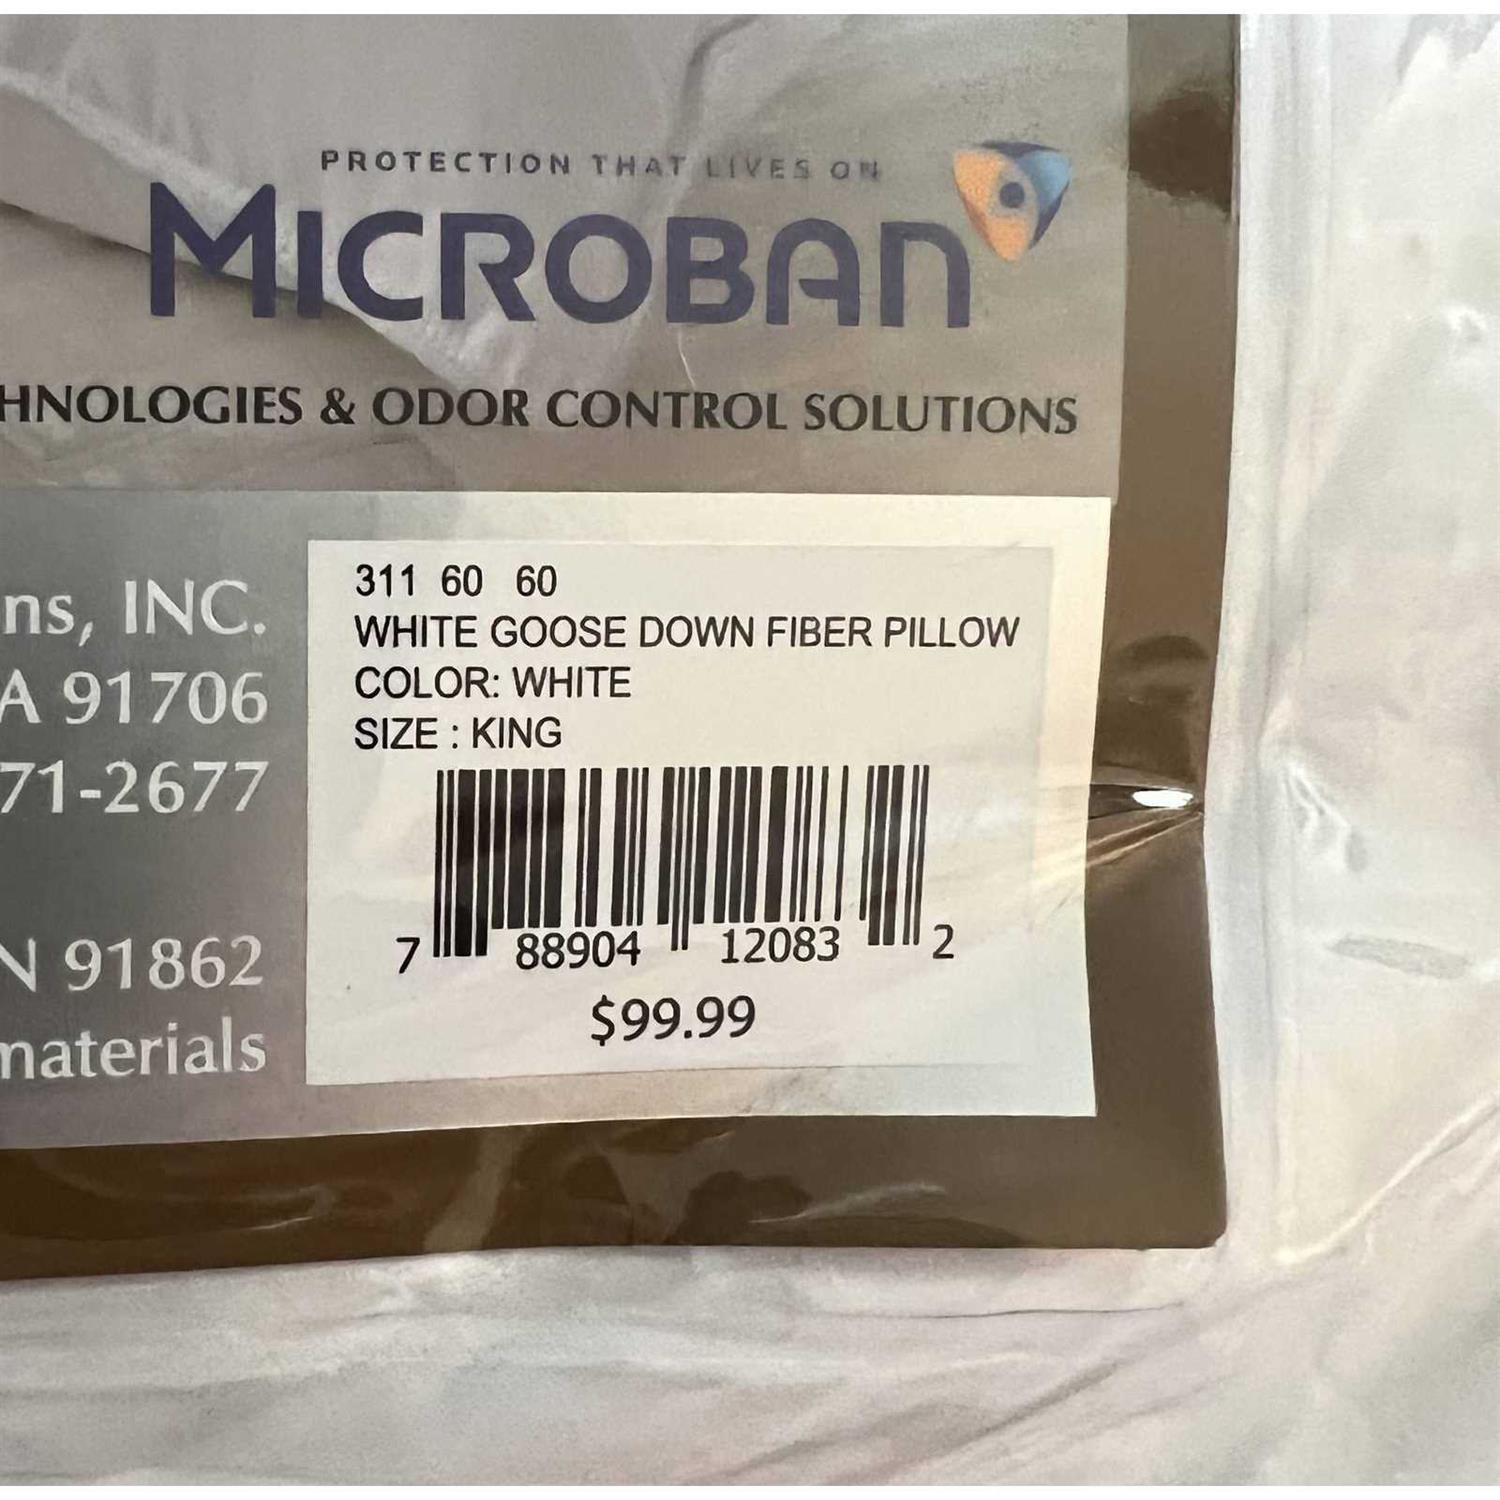 PROTECTION THAT LIVES ON
MICROBAN
HNOLOGIES & ODOR CONTROL SOLUTIONS
ns, INC.
A 91706
71-2677
N 91862
materials
311 60 60
WHITE GOOSE DOWN FIBER PILLOW
COLOR: WHITE
SIZE : KING
7 88904 12083 2
$99.99